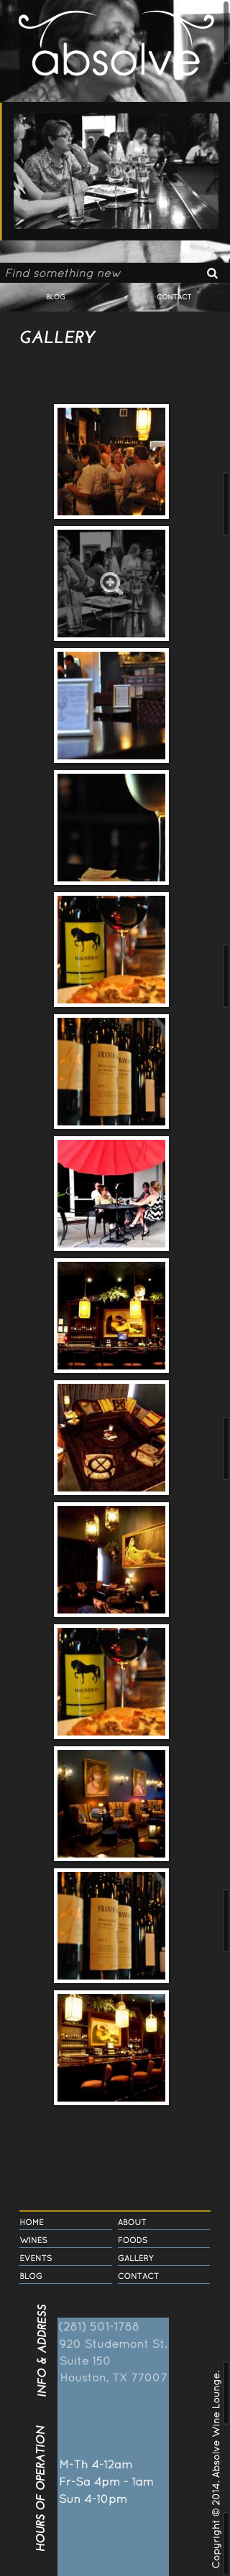 absolve
Find something new
BLOG
CONTACT
GALLERY
HOME
ABOUT
WINES
FOODS
EVENTS
GALLERY
BLOG
CONTACT
INFO & ADDRESS
(281) 501-1788
920 Studemont St.
Suite 150
Houston, TX 77007
HOURS OF OPERATION
M-Th 4-12am
Fr-Sa 4pm - 1am
Sun 4-10pm
Copyright © 2014. Absolve Wine Lounge.